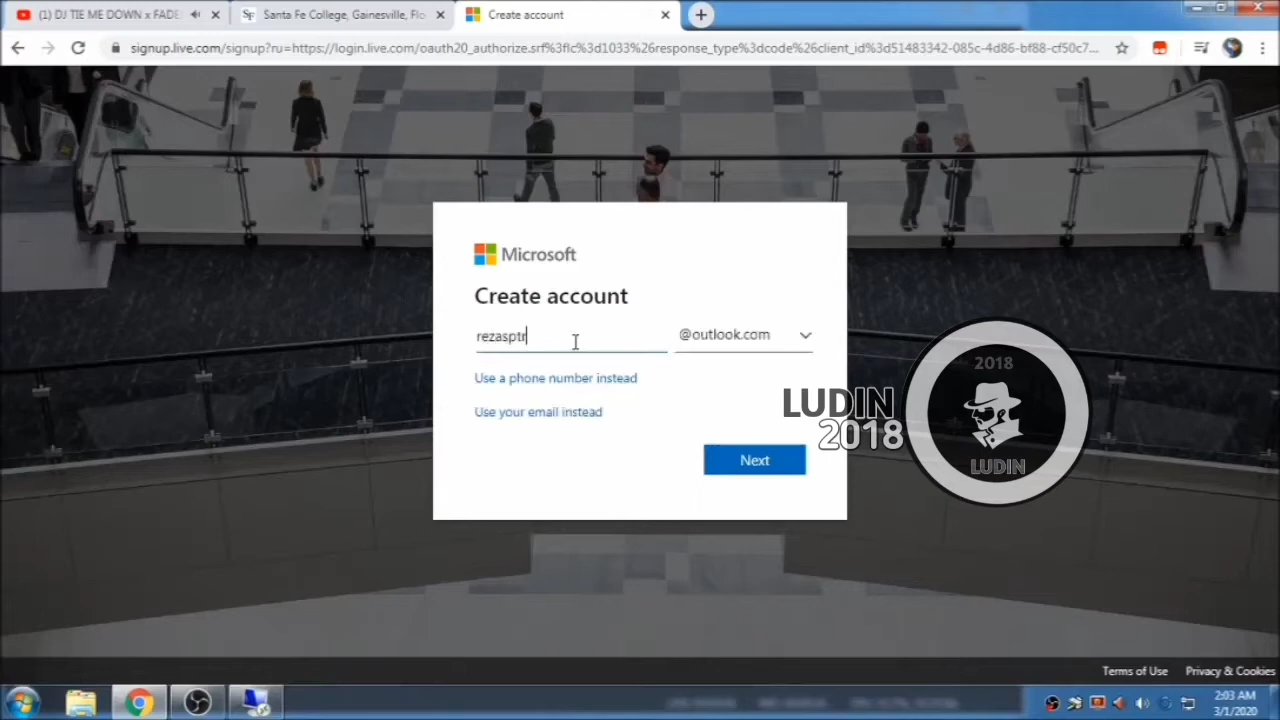 (1) DJ TIE ME DOWN x FADE
Santa Fe College, Gainesville, Flo
Create account
signup.live.com/signup?ru=https://login.live.com/oauth20_authorize.srf%3flc%3d1033%26response_type%3dcode%26client_id%3d51483342-085c-4d86-bf88-cf50c7...
Microsoft
Create account
rezasptr
@outlook.com
Use a phone number instead
Use your email instead
Next
LUDIN
2018
2018
LUDIN
Terms of Use
Privacy & Cookies
2:03 AM
3/1/2020